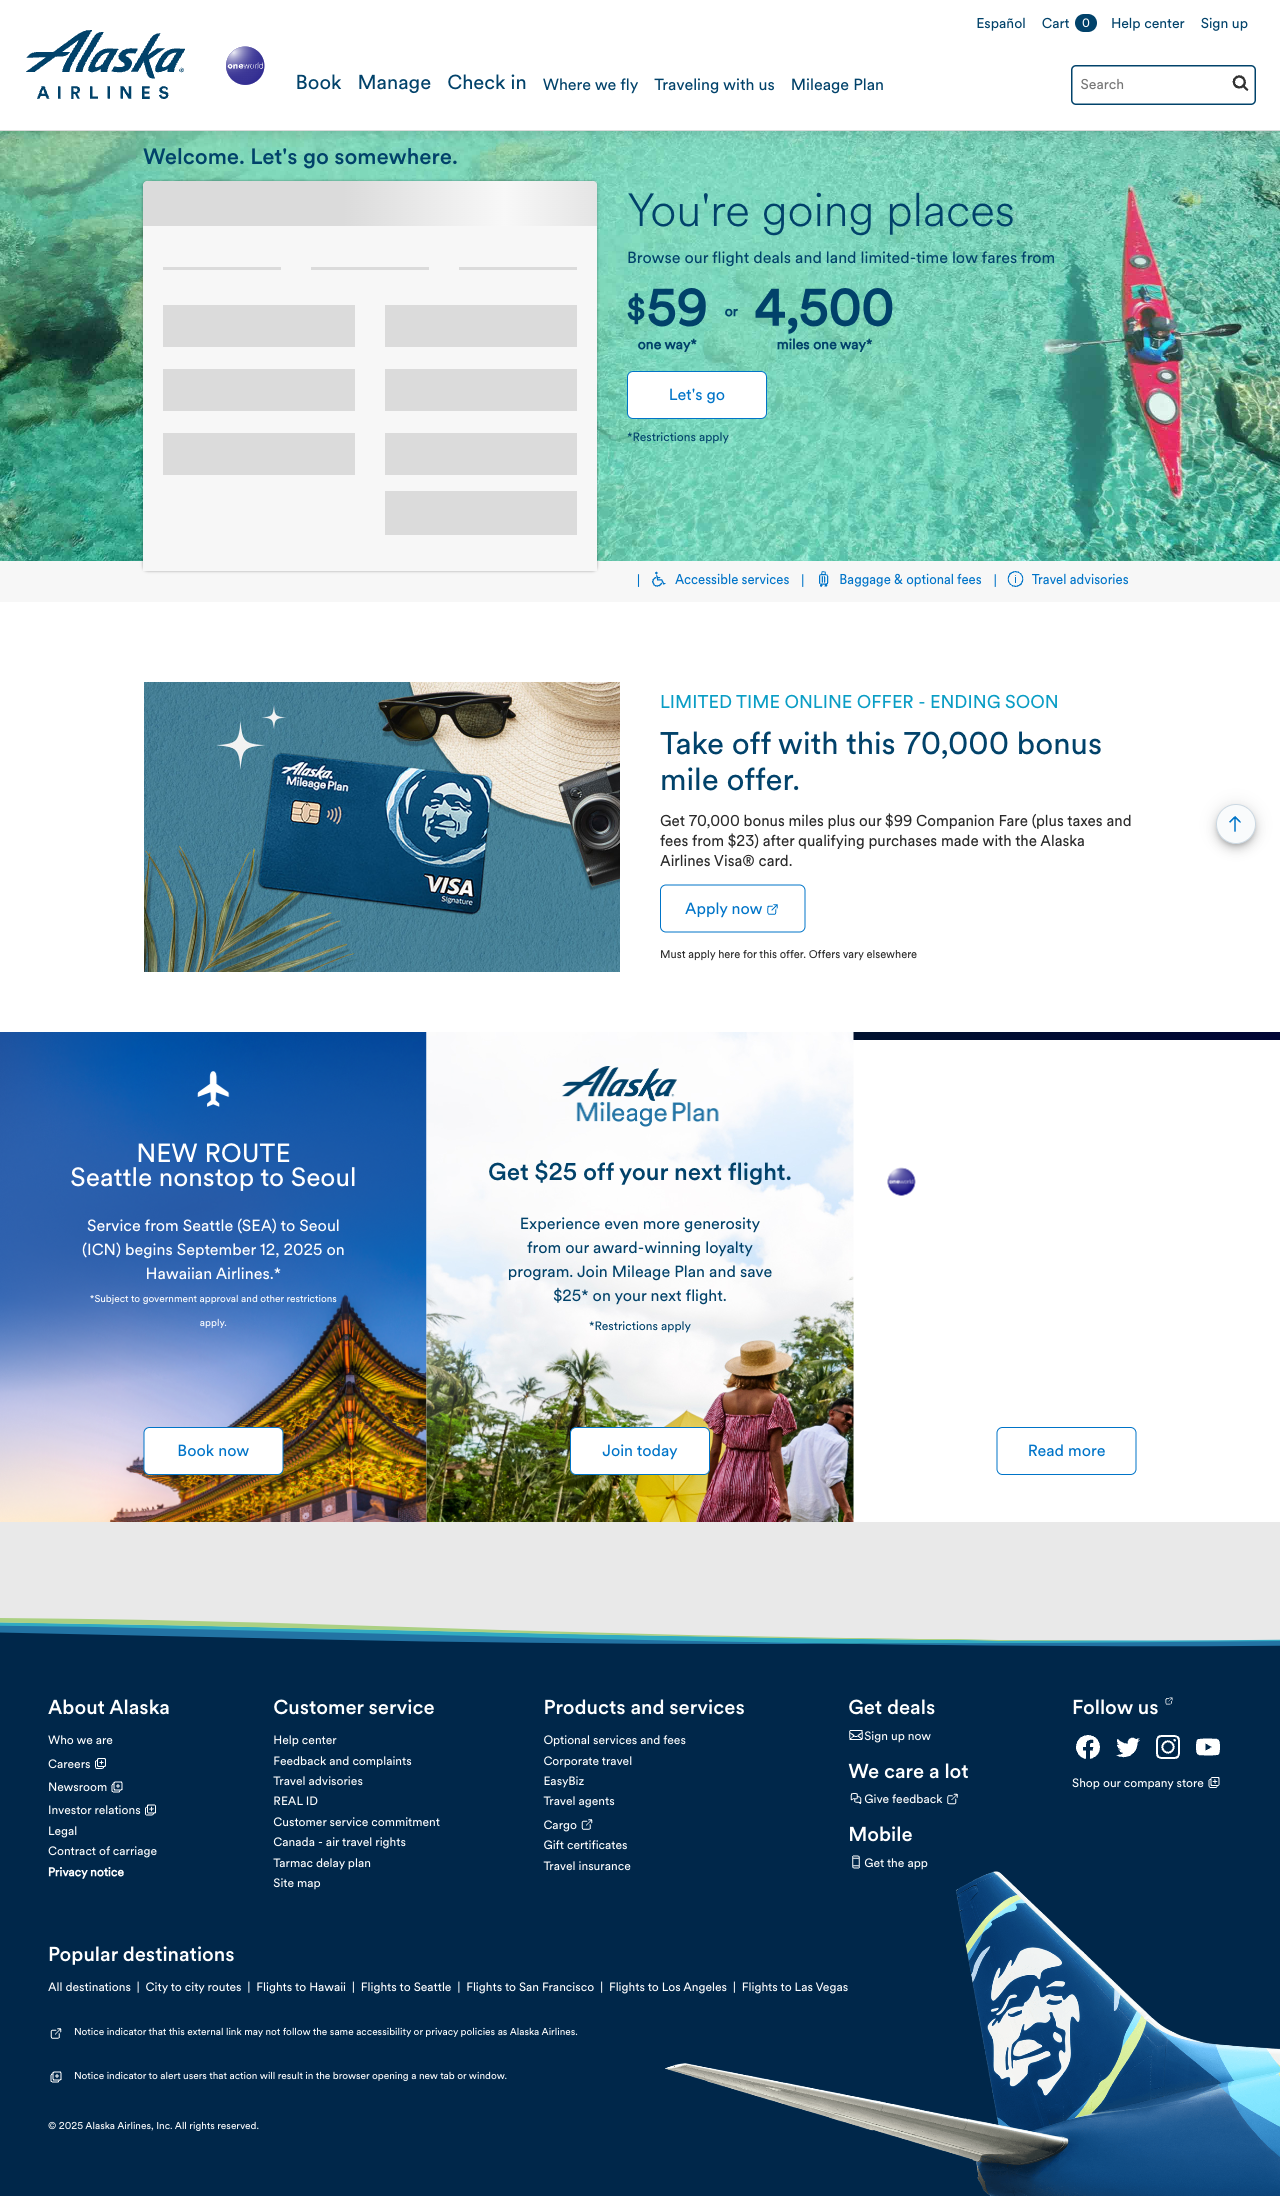 Español Cart 0 Help center Sign up
Alaska
AIRLINES
oneworld
Book Manage Check in Where we fly Traveling with us Mileage Plan
Search
Welcome. Let's go somewhere.
You're going places
Browse our flight deals and land limited-time low fares from
$59 or 4,500
one way* miles one way*
Let's go
*Restrictions apply
| Accessible services | Baggage & optional fees | Travel advisories
Alaska
Mileage Plan
VISA
Signature
LIMITED TIME ONLINE OFFER - ENDING SOON
Take off with this 70,000 bonus
mile offer.
Get 70,000 bonus miles plus our $99 Companion Fare (plus taxes and
fees from $23) after qualifying purchases made with the Alaska
Airlines Visa® card.
Apply now
Must apply here for this offer. Offers vary elsewhere
NEW ROUTE
Seattle nonstop to Seoul
Service from Seattle (SEA) to Seoul
(ICN) begins September 12, 2025 on
Hawaiian Airlines.*
*Subject to government approval and other restrictions
apply.
Book now
Alaska
Mileage Plan
Get $25 off your next flight.
Experience even more generosity
from our award-winning loyalty
program. Join Mileage Plan and save
$25* on your next flight.
*Restrictions apply
Join today
oneworld
Read more
About Alaska
Who we are
Careers
Newsroom
Investor relations
Legal
Contract of carriage
Privacy notice
Customer service
Help center
Feedback and complaints
Travel advisories
REAL ID
Customer service commitment
Canada - air travel rights
Tarmac delay plan
Site map
Products and services
Optional services and fees
Corporate travel
EasyBiz
Travel agents
Cargo
Gift certificates
Travel insurance
Get deals
Sign up now
We care a lot
Give feedback
Mobile
Get the app
Follow us
Shop our company store
Popular destinations
All destinations | City to city routes | Flights to Hawaii | Flights to Seattle | Flights to San Francisco | Flights to Los Angeles | Flights to Las Vegas
Notice indicator that this external link may not follow the same accessibility or privacy policies as Alaska Airlines.
Notice indicator to alert users that action will result in the browser opening a new tab or window.
© 2025 Alaska Airlines, Inc. All rights reserved.